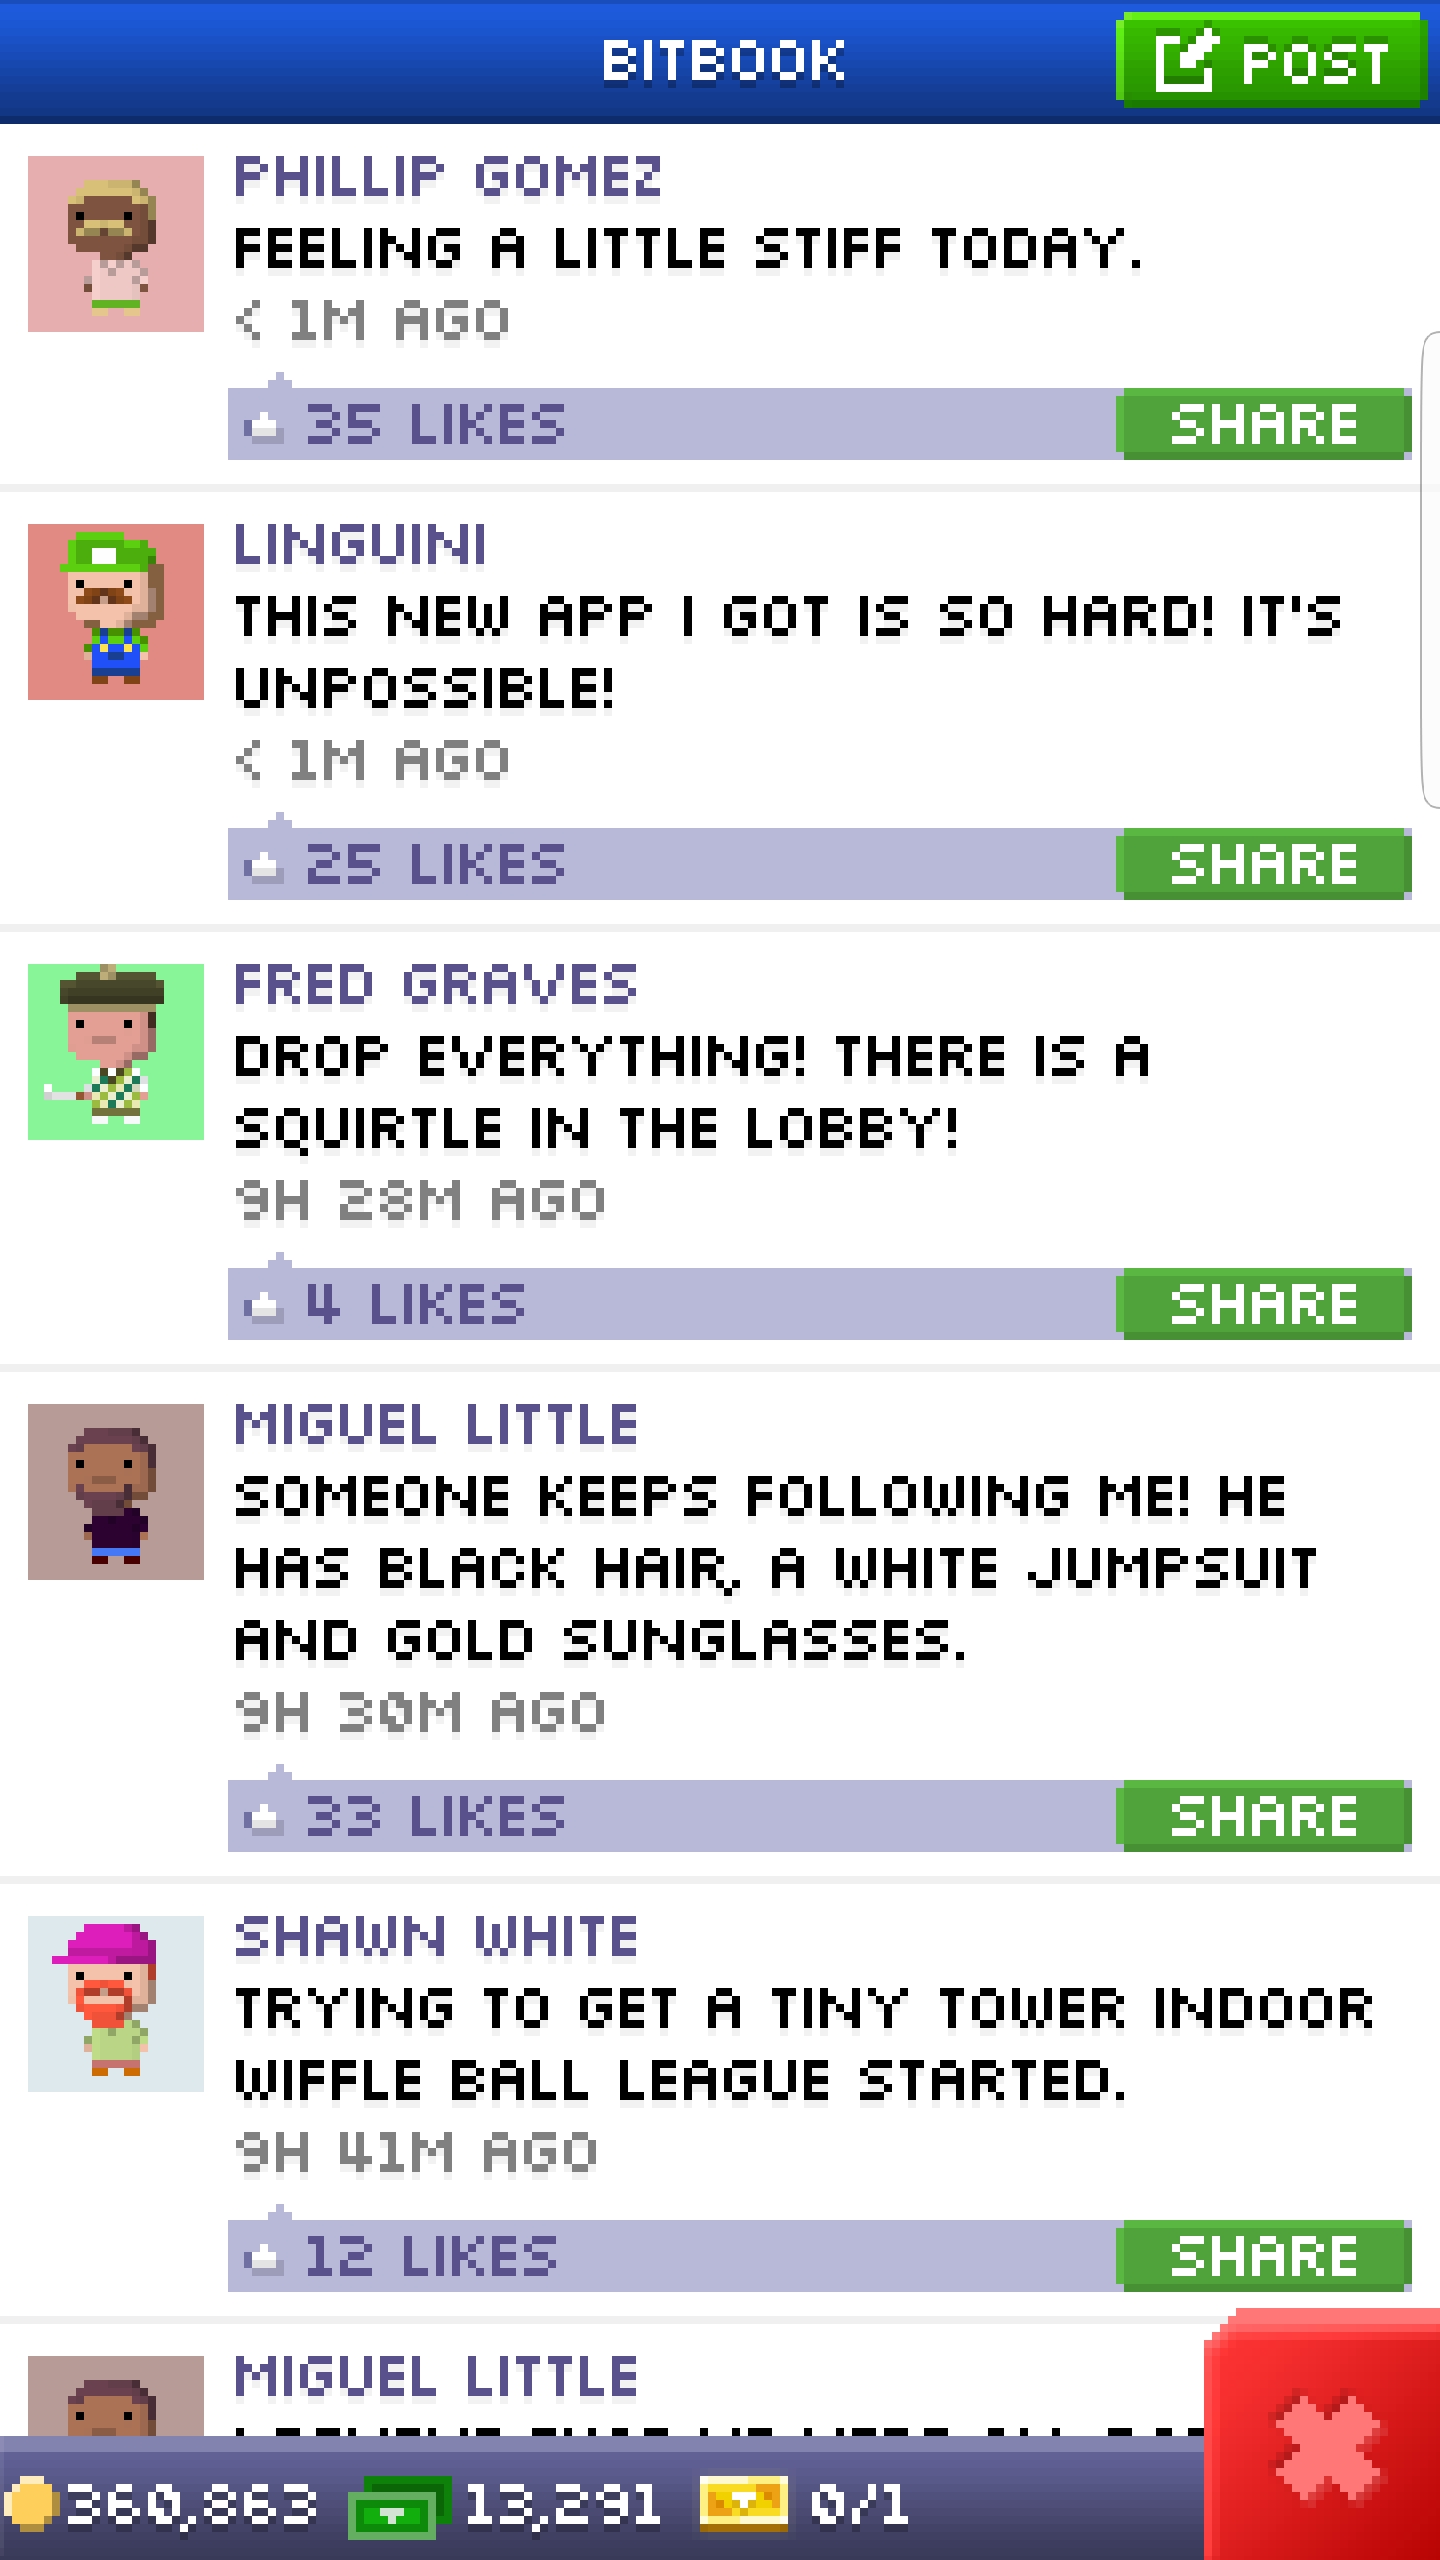 BITBOOK
POST
PHILLIP GOMEZ
FEELING A LITTLE STIFF TODAY.
< 1M AGO
35 LIKES
SHARE
LINGUINI
THIS NEW APP I GOT IS SO HARD! IT'S
UNPOSSIBLE!
< 1M AGO
25 LIKES
SHARE
FRED GRAVES
DROP EVERYTHING! THERE IS A
SQUIRTLE IN THE LOBBY!
9H 28M AGO
4 LIKES
SHARE
MIGUEL LITTLE
SOMEONE KEEPS FOLLOWING ME! HE
HAS BLACK HAIR, A WHITE JUMPSUIT
AND GOLD SUNGLASSES.
9H 30M AGO
33 LIKES
SHARE
SHAWN WHITE
TRYING TO GET A TINY TOWER INDOOR
WIFFLE BALL LEAGUE STARTED.
9H 41M AGO
12 LIKES
SHARE
MIGUEL LITTLE
360,863 13,291 0/1